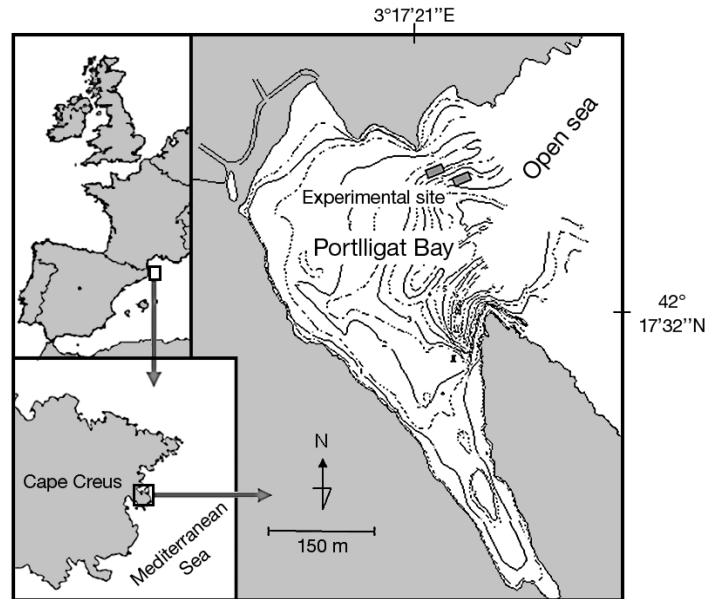 3°17'21''E
Open sea
Experimental site
Portlligat Bay
42°
17'32''N
N
150 m
Cape Creus
Mediterranean
Sea